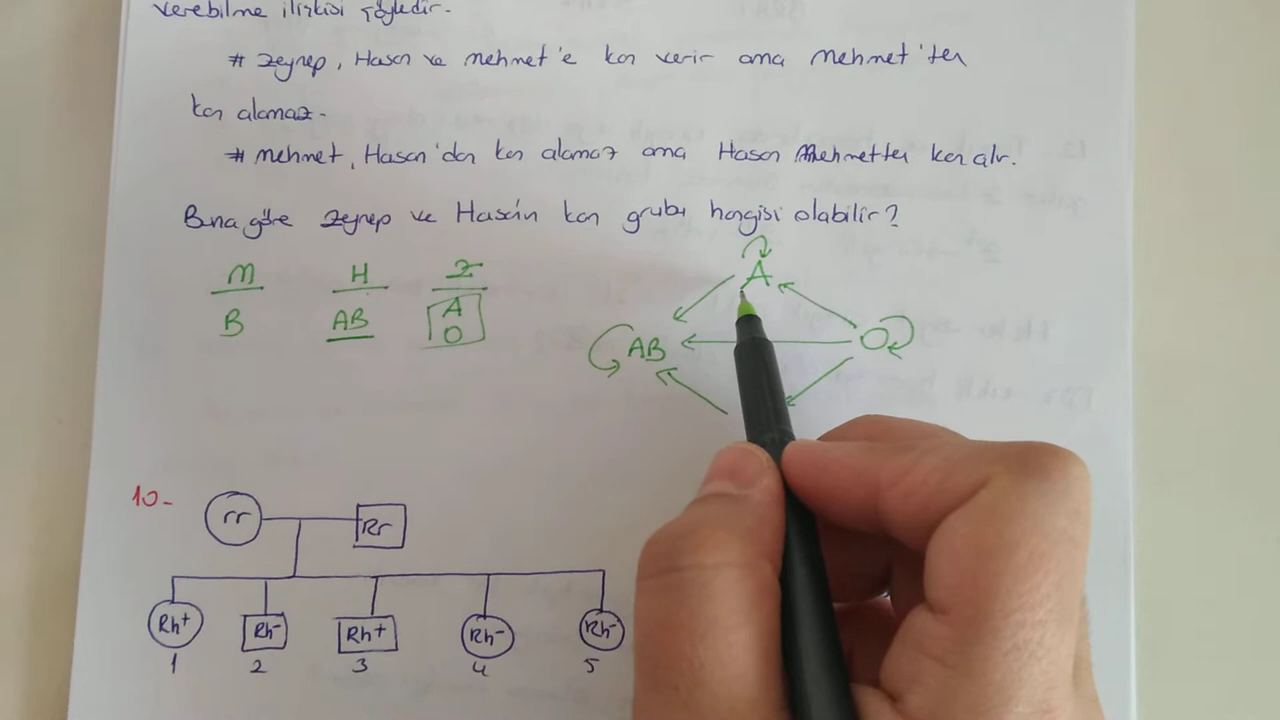 verebilme ilişkisi şöyledir.
# Zeynep, Hasan ve Mehmet'e kan verir ama Mehmet'ten
kan alamaz.
# Mehmet, Hasan'dan kan alamaz ama Hasan Mehmetten kan alır.
Buna göre Zeynep ve Hasan'ın kan grubu hangisi olabilir?
M H Z
B AB A
O
A
AB O
10-
rr Rr
Rh+ Rh- Rh+ Rh- Rh-
1 2 3 4 5